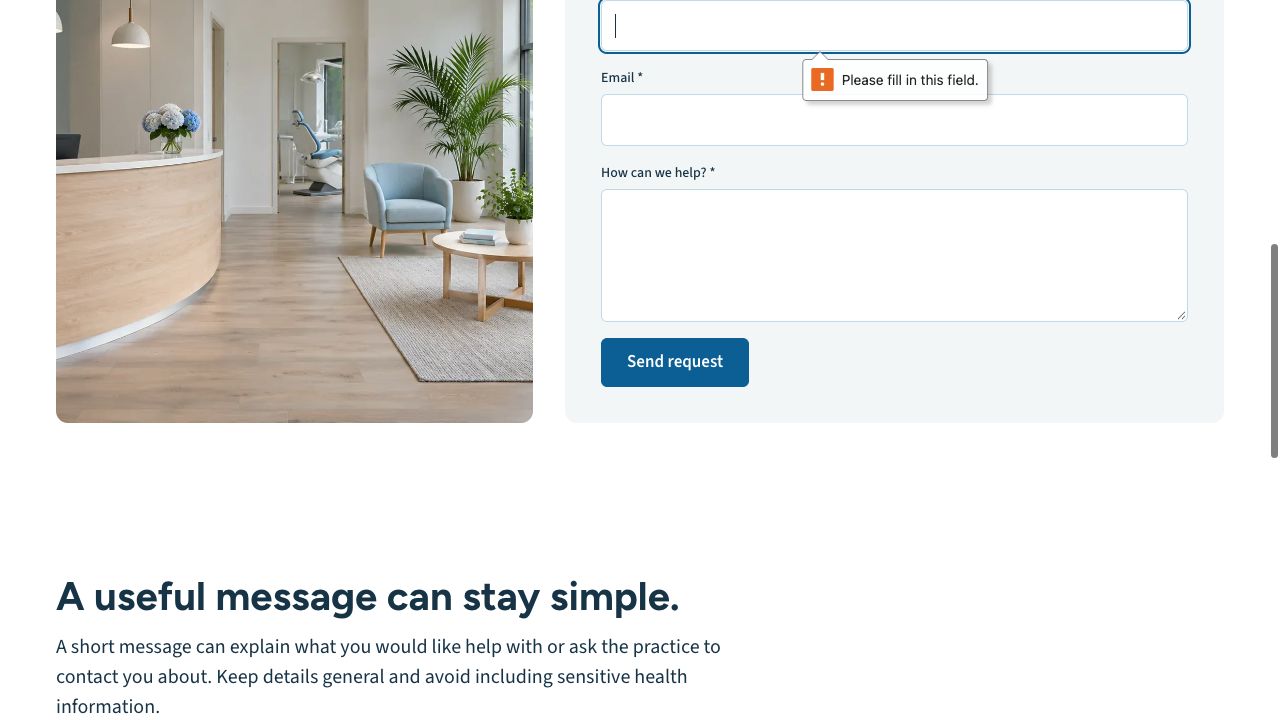 Email *
Please fill in this field.
How can we help? *
Send request
A useful message can stay simple.
A short message can explain what you would like help with or ask the practice to
contact you about. Keep details general and avoid including sensitive health
information.